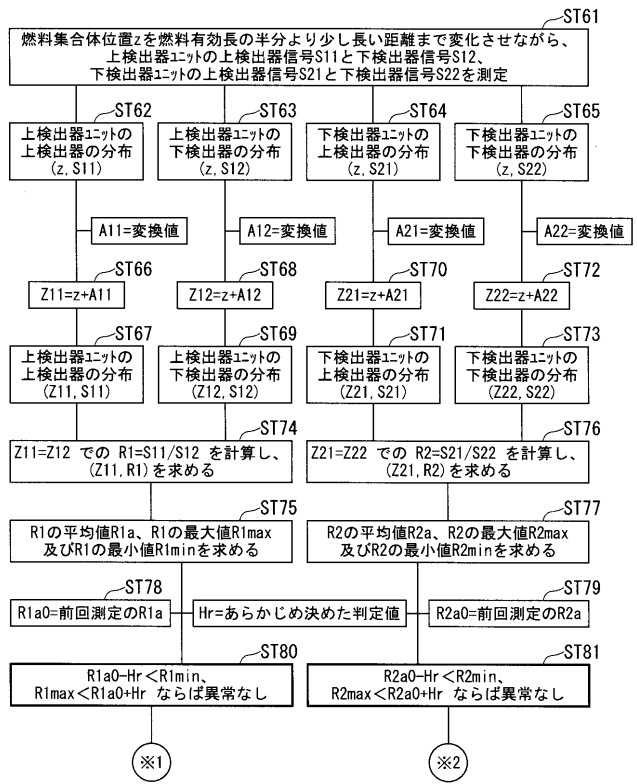 ST61
燃料集合体位置zを燃料有効長の半分より少し長い距離まで変化させながら、
上検出器ユニットの上検出器信号S11と下検出器信号S12、
下検出器ユニットの上検出器信号S21と下検出器信号S22を測定
ST62
上検出器ユニットの
上検出器の分布
(z, S11)
ST63
上検出器ユニットの
下検出器の分布
(z, S12)
ST64
下検出器ユニットの
上検出器の分布
(z, S21)
ST65
下検出器ユニットの
下検出器の分布
(z, S22)
A11=変換値
A12=変換値
A21=変換値
A22=変換値
ST66
Z11=z+A11
ST68
Z12=z+A12
ST70
Z21=z+A21
ST72
Z22=z+A22
ST67
上検出器ユニットの
上検出器の分布
(Z11, S11)
ST69
上検出器ユニットの
下検出器の分布
(Z12, S12)
ST71
下検出器ユニットの
上検出器の分布
(Z21, S21)
ST73
下検出器ユニットの
下検出器の分布
(Z22, S22)
ST74
Z11=Z12 での R1=S11/S12 を計算し、
(Z11, R1)を求める
ST76
Z21=Z22 での R2=S21/S22 を計算し、
(Z21, R2)を求める
ST75
R1の平均値R1a、R1の最大値R1max
及びR1の最小値R1minを求める
ST77
R2の平均値R2a、R2の最大値R2max
及びR2の最小値R2minを求める
ST78
R1a0=前回測定のR1a
Hr=あらかじめ決めた判定値
ST79
R2a0=前回測定のR2a
ST80
R1a0-Hr<R1min、
R1max<R1a0+Hr ならば異常なし
ST81
R2a0-Hr<R2min、
R2max<R2a0+Hr ならば異常なし
※1
※2